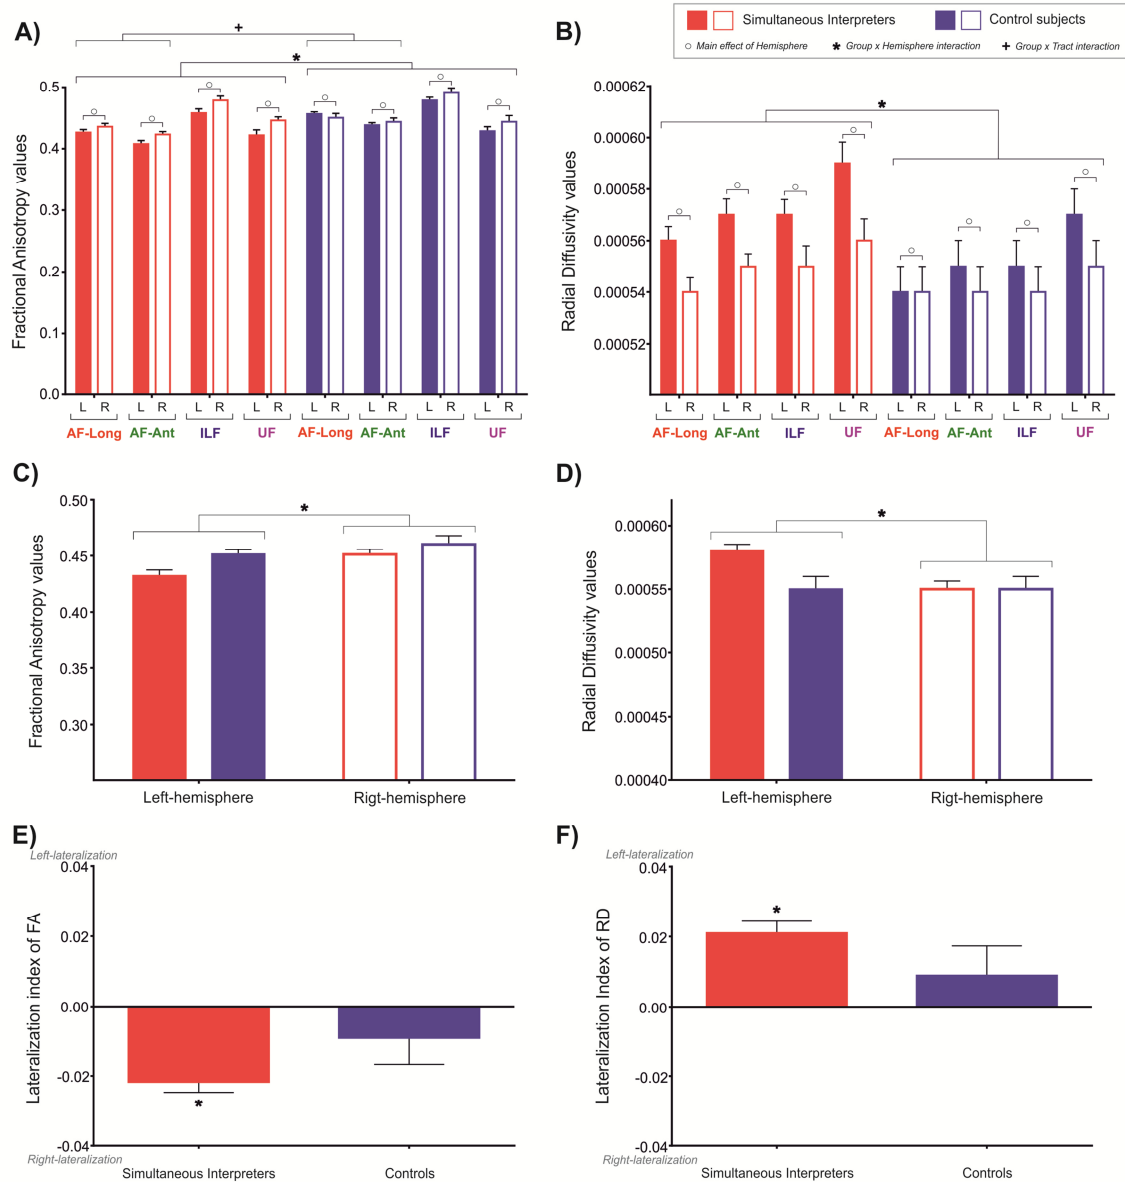 Simultaneous Interpreters
Control subjects
○ Main effect of Hemisphere
* Group x Hemisphere interaction
+ Group x Tract interaction
A)
+
*
Fractional Anisotropy values
0.5
0.4
0.3
0.2
0.1
0.0
L R L R L R L R L R L R L R L R
AF-Long AF-Ant ILF UF AF-Long AF-Ant ILF UF
B)
*
Radial Diffusivity values
0.00062
0.00060
0.00058
0.00056
0.00054
0.00052
L R L R L R L R L R L R L R L R
AF-Long AF-Ant ILF UF AF-Long AF-Ant ILF UF
C)
*
Fractional Anisotropy values
0.50
0.45
0.40
0.35
0.30
Left-hemisphere Rigt-hemisphere
D)
*
Radial Diffusivity values
0.00060
0.00055
0.00050
0.00045
0.00040
Left-hemisphere Rigt-hemisphere
E)
Left-lateralization
Lateralization index of FA
0.04
0.02
0.00
-0.02
-0.04
*
Right-lateralization
Simultaneous Interpreters Controls
F)
Left-lateralization
Lateralization Index of RD
0.04
0.02
0.00
-0.02
-0.04
*
Right-lateralization
Simultaneous Interpreters Controls